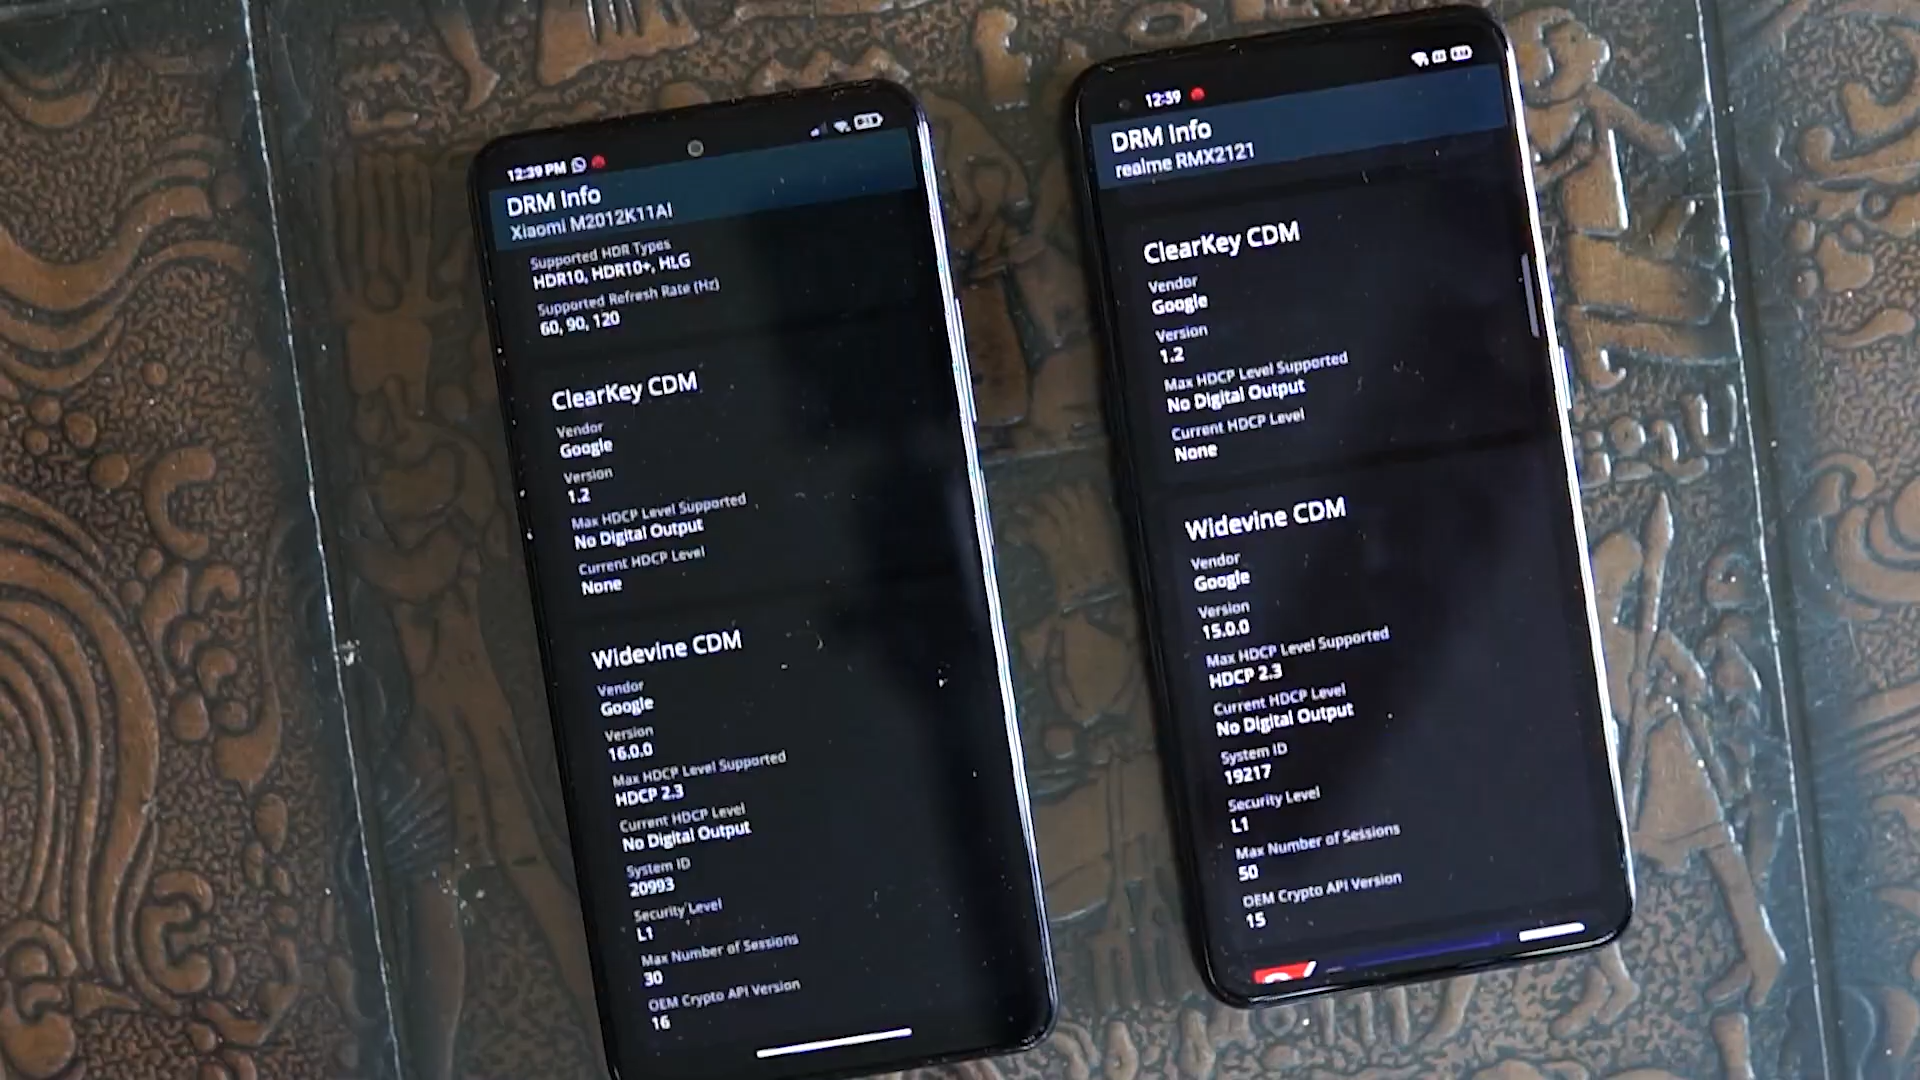 12:39 PM
DRM Info
Xiaomi M2012K11AI
Supported HDR Types
HDR10, HDR10+, HLG
Supported Refresh Rate (Hz)
60, 90, 120
ClearKey CDM
Vendor
Google
Version
1.2
Max HDCP Level Supported
No Digital Output
Current HDCP Level
None
Widevine CDM
Vendor
Google
Version
16.0.0
Max HDCP Level Supported
HDCP 2.3
Current HDCP Level
No Digital Output
System ID
20993
Security Level
L1
Max Number of Sessions
30
OEM Crypto API Version
16
12:39
DRM Info
realme RMX2121
ClearKey CDM
Vendor
Google
Version
1.2
Max HDCP Level Supported
No Digital Output
Current HDCP Level
None
Widevine CDM
Vendor
Google
Version
15.0.0
Max HDCP Level Supported
HDCP 2.3
Current HDCP Level
No Digital Output
System ID
19217
Security Level
L1
Max Number of Sessions
50
OEM Crypto API Version
15